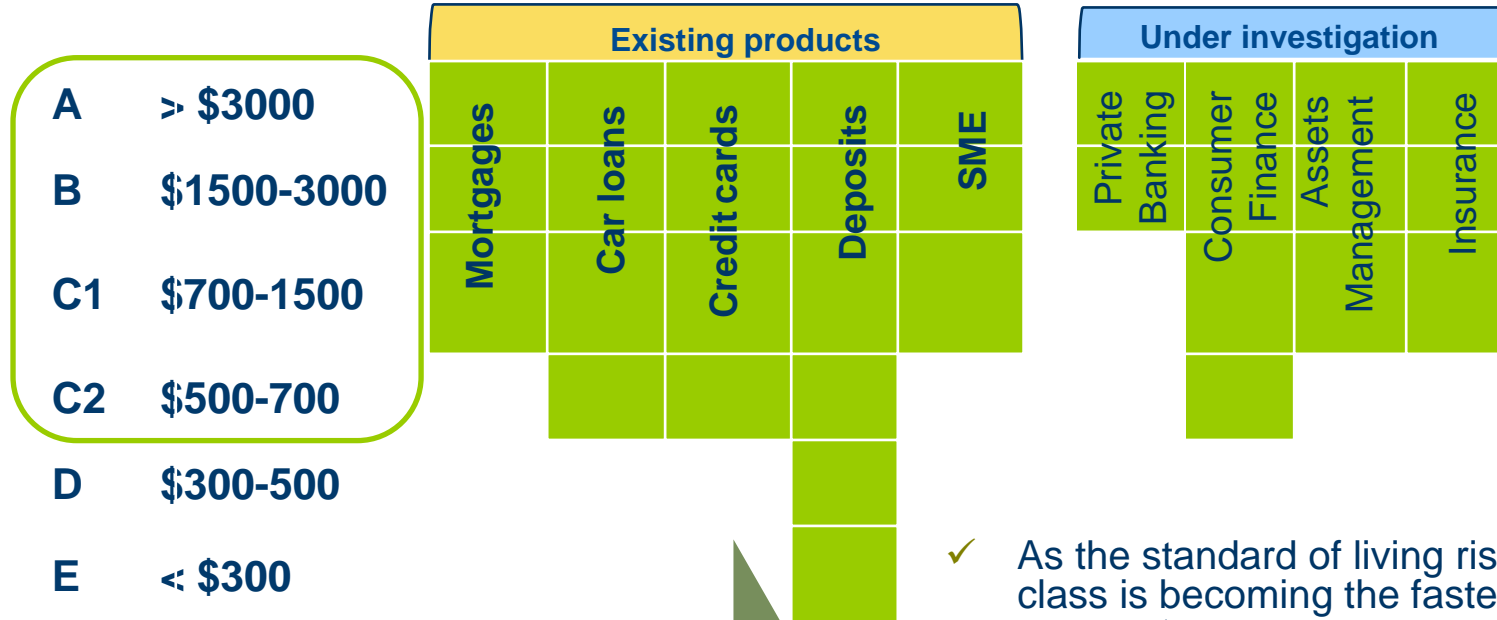 Existing products
Under investigation
A > $3000
B $1500-3000
C1 $700-1500
C2 $500-700
D $300-500
E < $300
Mortgages
Car loans
Credit cards
Deposits
SME
Private
Banking
Consumer
Finance
Assets
Management
Insurance
✓ As the standard of living ris
class is becoming the faste